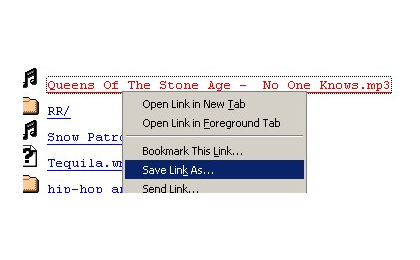 Queens Of The Stone Age - No One Knows.mp3
Open Link in New Tab
RR/
Open Link in Foreground Tab
Snow Patro
Bookmark This Link...
Tequila.wm
Save Link As...
hip-hop an
Send Link...